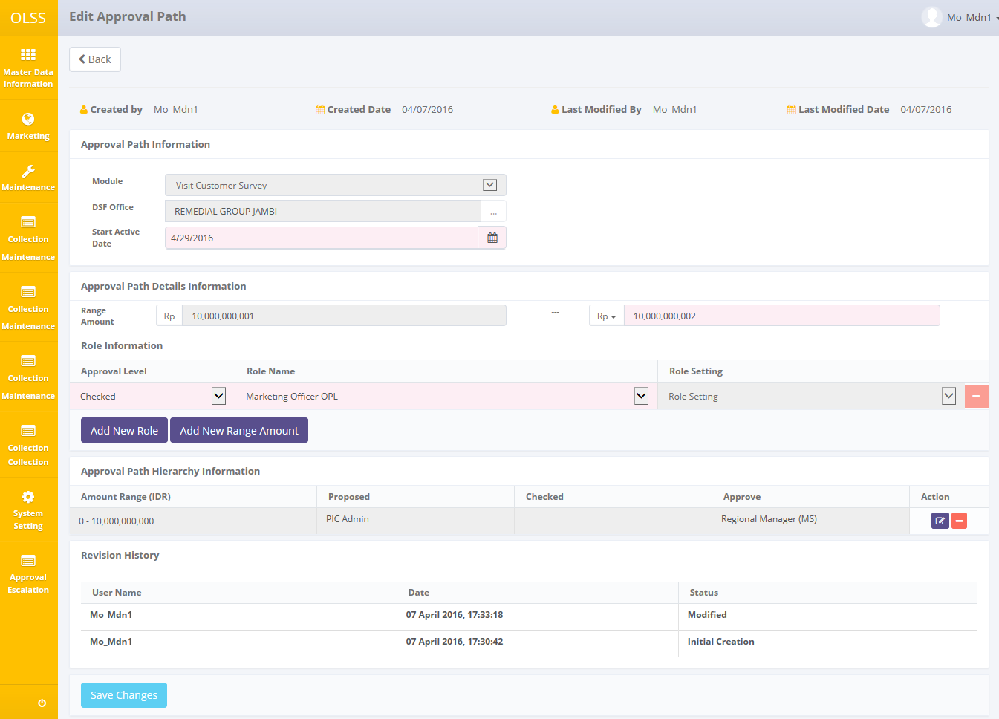 OLSS
Edit Approval Path
Mo_Mdn1
Master Data
Information
Marketing
Maintenance
Collection
Maintenance
Collection
Maintenance
Collection
Maintenance
Collection
Collection
System
Setting
Approval
Escalation
Back
Created by Mo_Mdn1 Created Date 04/07/2016 Last Modified By Mo_Mdn1 Last Modified Date 04/07/2016
Approval Path Information
Module Visit Customer Survey
DSF Office REMEDIAL GROUP JAMBI ...
Start Active
Date
4/29/2016
Approval Path Details Information
Range
Amount
Rp 10,000,000,001 --- Rp 10,000,000,002
Role Information
Approval Level Role Name Role Setting
Checked Marketing Officer OPL Role Setting
Add New Role Add New Range Amount
Approval Path Hierarchy Information
Amount Range (IDR) Proposed Checked Approve Action
0 - 10,000,000,000 PIC Admin Regional Manager (MS)
Revision History
User Name Date Status
Mo_Mdn1 07 April 2016, 17:33:18 Modified
Mo_Mdn1 07 April 2016, 17:30:42 Initial Creation
Save Changes